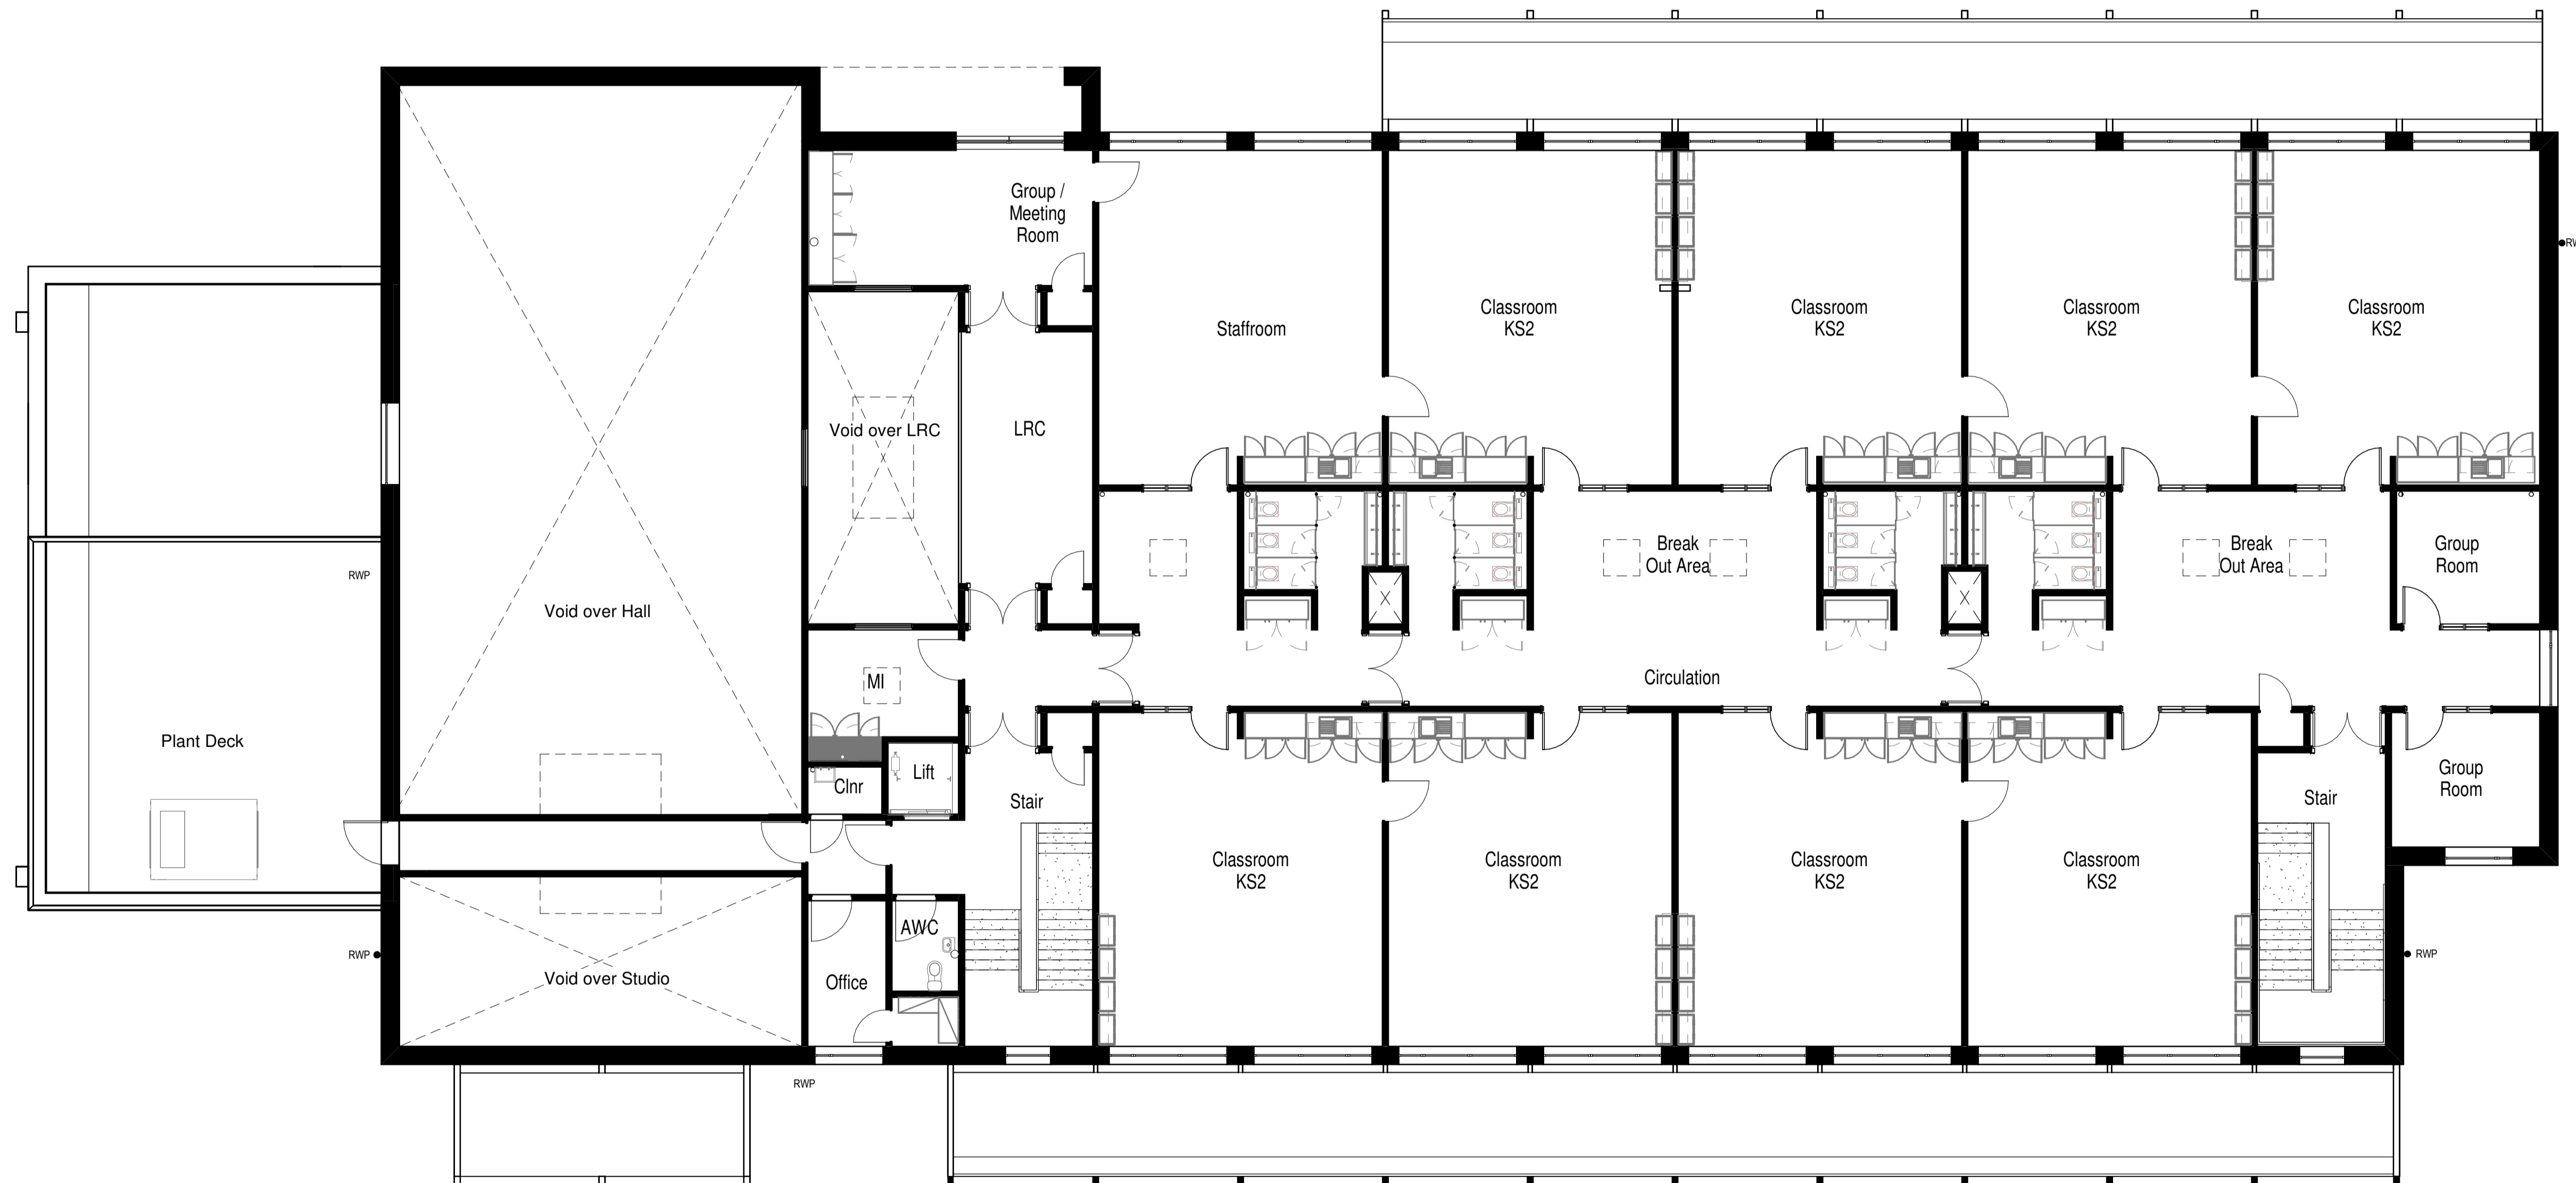 Group /
Meeting
Room
Staffroom
Classroom
KS2
Classroom
KS2
Classroom
KS2
Classroom
KS2
Void over LRC
LRC
Void over Hall
RWP
Break
Out Area
Break
Out Area
Group
Room
MI
Circulation
Plant Deck
Clnr
Lift
Stair
Stair
Group
Room
Classroom
KS2
Classroom
KS2
Classroom
KS2
Classroom
KS2
AWC
RWP
Void over Studio
Office
RWP
RWP